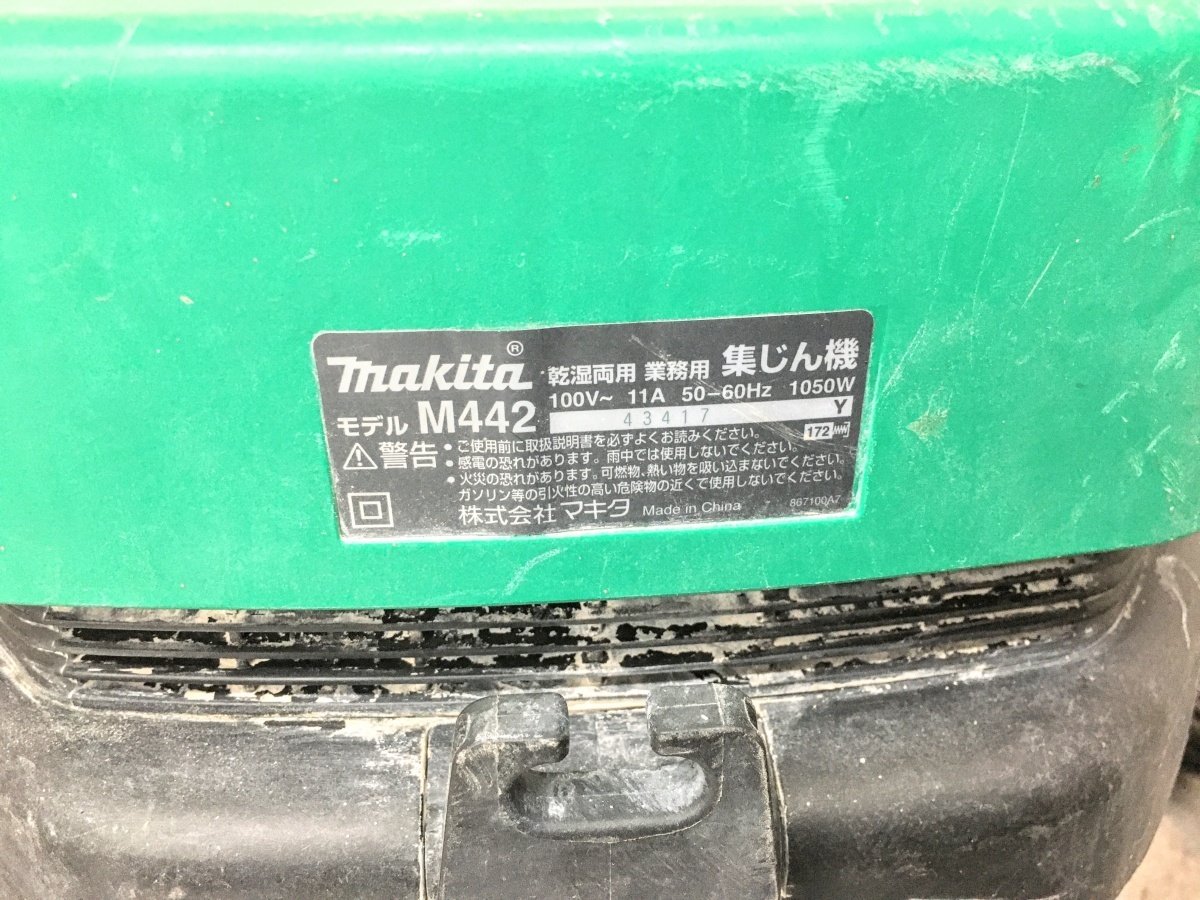 makita®
乾湿両用 業務用 集じん機
100V～ 11A 50－60Hz 1050W
モデル M442
43417 Y
172
警告
・ご使用前に取扱説明書を必ずよくお読みください。
・感電の恐れがあります。雨中では使用しないでください。
・火災の恐れがあります。可燃物、熱い物を吸い込まないでください。
ガソリン等の引火性の高い危険物の近くで使用しないでください。
株式会社 マキタ Made in China
867100A7